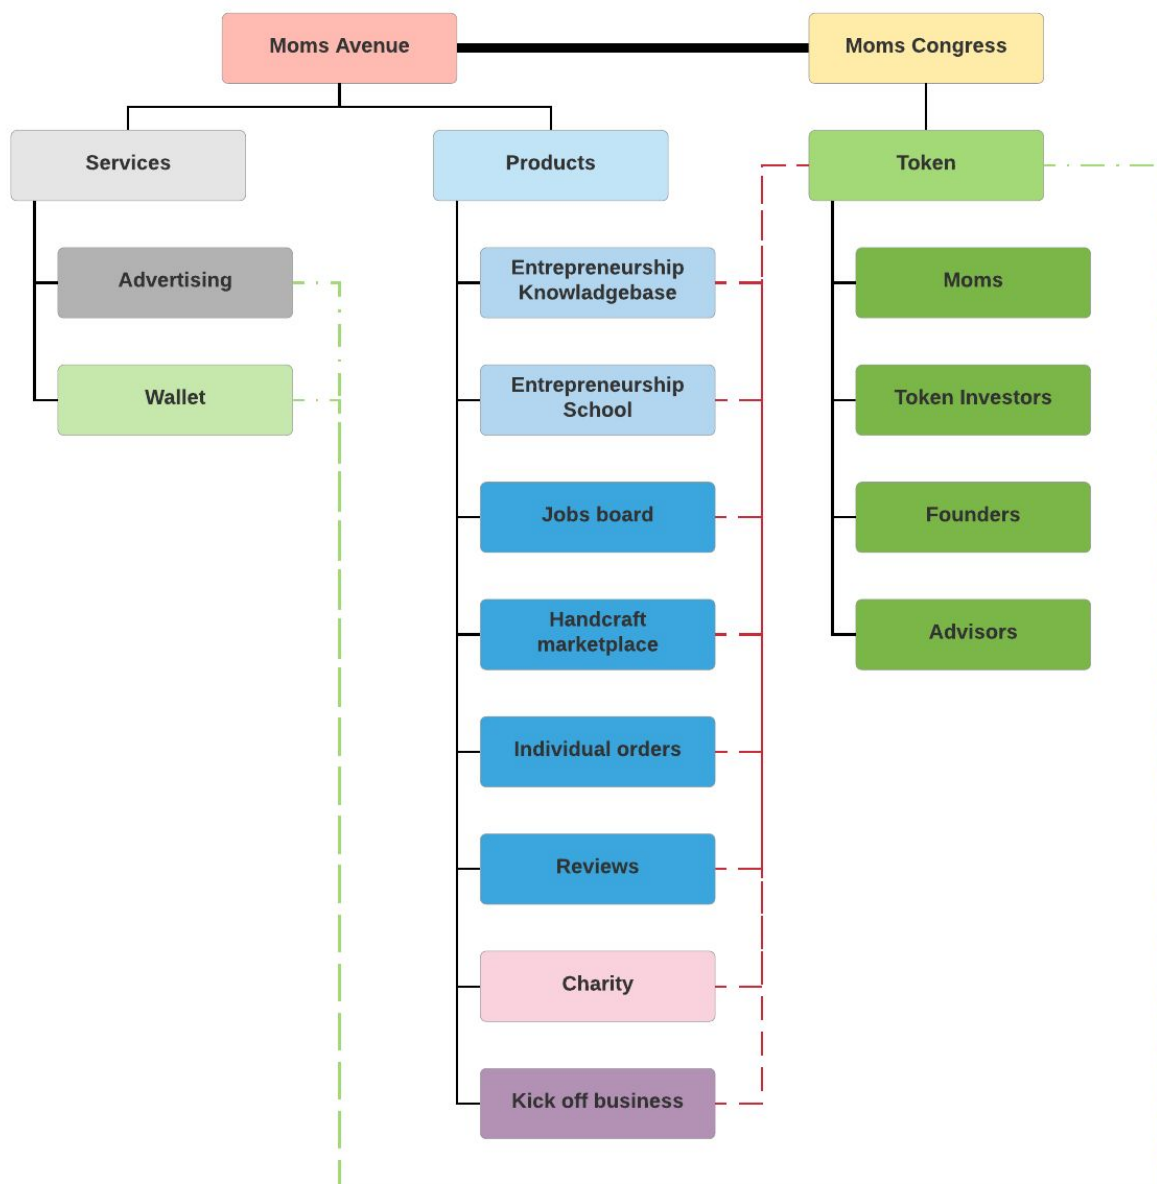 Moms Avenue
Moms Congress
Services
Products
Token
Advertising
Wallet
Entrepreneurship
Knowladgebase
Entrepreneurship
School
Jobs board
Handcraft
marketplace
Individual orders
Reviews
Charity
Kick off business
Moms
Token Investors
Founders
Advisors